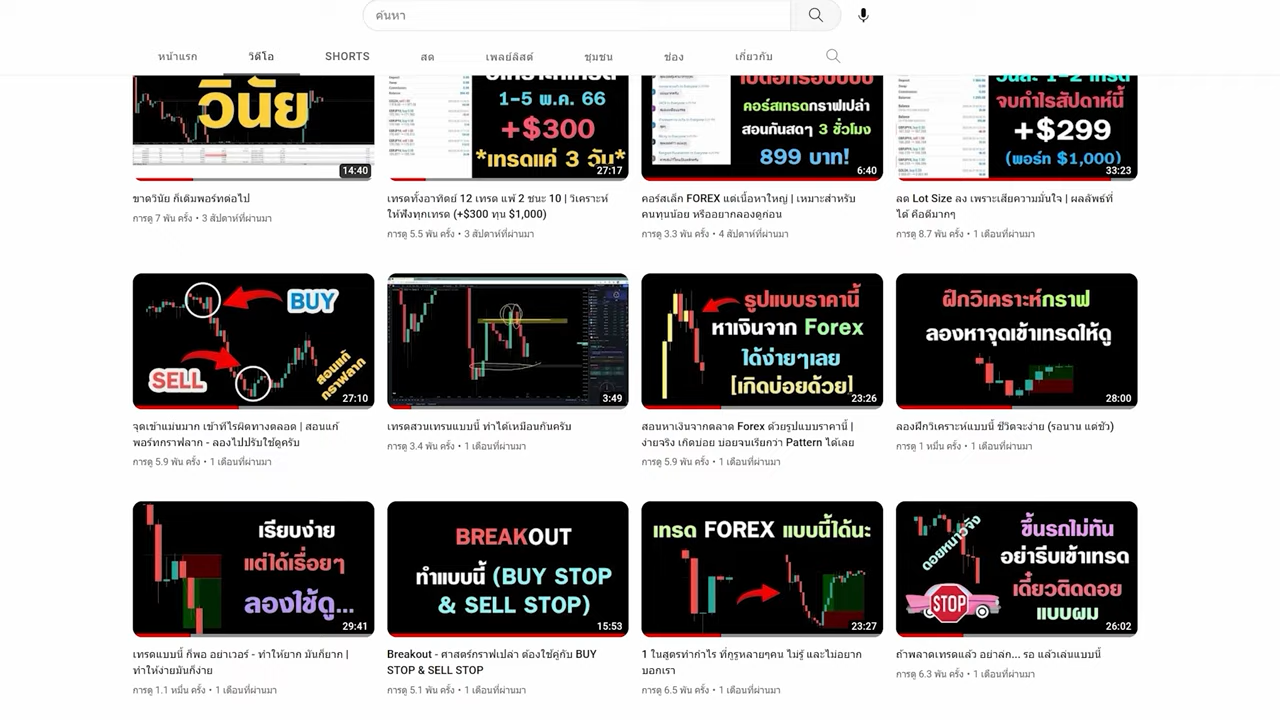 ค้นหา
หน้าแรก
วิดีโอ
SHORTS
สด
เพลย์ลิสต์
ชุมชน
ช่อง
เกี่ยวกับ
วินัย
14:40
1-5 พ.ค. 66
+$300
*เทรดแค่ 3 วัน*
27:17
คอร์สเทรดกราฟเปล่า
สอนกันสดๆ 3 ชั่วโมง
899 บาท!
6:40
วันละ 1-2 เทรด
จบกำไรสัปดาห์นี้
+$299
(พอร์ท $1,000)
33:23
ขาดวินัย ก็เติมพอร์ทต่อไป
การดู 7 พัน ครั้ง • 3 สัปดาห์ที่ผ่านมา
เทรดทั้งอาทิตย์ 12 เทรด แพ้ 2 ชนะ 10 | วิเคราะห์
ให้ฟังทุกเทรด (+$300 ทุน $1,000)
การดู 5.5 พัน ครั้ง • 3 สัปดาห์ที่ผ่านมา
คอร์สเล็ก FOREX แต่เนื้อหาใหญ่ | เหมาะสำหรับ
คนทุนน้อย หรืออยากลองดูก่อน
การดู 3.3 พัน ครั้ง • 4 สัปดาห์ที่ผ่านมา
ลด Lot Size ลง เพราะเสียความมั่นใจ | ผลลัพธ์ที่
ได้ คือดีมากๆ
การดู 8.7 พัน ครั้ง • 1 เดือนที่ผ่านมา
BUY
SELL
สอนแก้
กราฟลาก
27:10
3:49
รูปแบบราคานี้
หาเงินจาก Forex
ได้ง่ายๆเลย
[เกิดบ่อยด้วย]
23:26
ฝึกวิเคราะห์กราฟ
ลองหาจุดเข้าเทรดให้ดู
28:00
จุดเข้าแม่นมาก เข้าทีไรผิดทางตลอด | สอนแก้
พอร์ทกราฟลาก - ลองไปปรับใช้ดูครับ
การดู 5.9 พัน ครั้ง • 1 เดือนที่ผ่านมา
เทรดสวนเทรนแบบนี้ ทำได้เหมือนกันครับ
การดู 3.4 พัน ครั้ง • 1 เดือนที่ผ่านมา
สอนหาเงินจากตลาด Forex ด้วยรูปแบบราคานี้ |
ง่ายจริง เกิดบ่อย บ่อยจนเรียกว่า Pattern ได้เลย
การดู 5.9 พัน ครั้ง • 1 เดือนที่ผ่านมา
ลองฝึกวิเคราะห์แบบนี้ ชีวิตจะง่าย (รอนาน แต่ชัว)
การดู 1 หมื่น ครั้ง • 1 เดือนที่ผ่านมา
เรียบง่าย
แต่ได้เรื่อยๆ
ลองใช้ดู...
29:41
BREAKOUT
ทำแบบนี้ (BUY STOP
& SELL STOP)
15:53
เทรด FOREX แบบนี้ได้นะ
23:27
ดอยหนาวจัง
STOP
ขึ้นรถไม่ทัน
อย่ารีบเข้าเทรด
เดี๋ยวติดดอย
แบบผม
26:02
เทรดแบบนี้ ก็พอ อย่าเวอร์ - ทำให้ยาก มันก็ยาก |
ทำให้ง่ายมันก็ง่าย
การดู 1.1 หมื่น ครั้ง • 1 เดือนที่ผ่านมา
Breakout - ศาสตร์กราฟเปล่า ต้องใช้คู่กับ BUY
STOP & SELL STOP
การดู 5.1 พัน ครั้ง • 1 เดือนที่ผ่านมา
1 ในสูตรทำกำไร ที่กูรูหลายๆคน ไม่รู้ และไม่อยาก
บอกเรา
การดู 6.5 พัน ครั้ง • 1 เดือนที่ผ่านมา
ถ้าพลาดเทรดแล้ว อย่าลก... รอ แล้วเล่นแบบนี้
การดู 6.3 พัน ครั้ง • 1 เดือนที่ผ่านมา